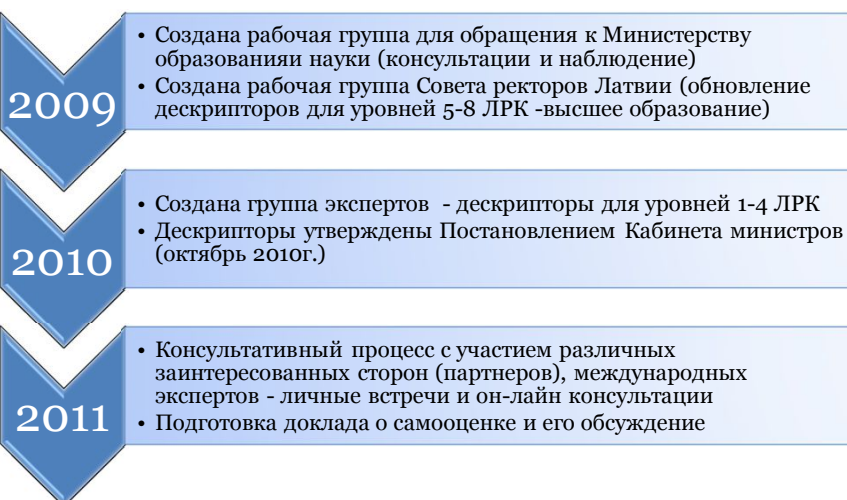 2009
• Создана рабочая группа для обращения к Министерству
образованияи науки (консультации и наблюдение)
• Создана рабочая группа Совета ректоров Латвии (обновление
дескрипторов для уровней 5-8 ЛРК -высшее образование)
2010
• Создана группа экспертов - дескрипторы для уровней 1-4 ЛРК
• Дескрипторы утверждены Постановлением Кабинета министров
(октябрь 2010г.)
2011
• Консультативный процесс с участием различных
заинтересованных сторон (партнеров), международных
экспертов - личные встречи и он-лайн консультации
• Подготовка доклада о самооценке и его обсуждение